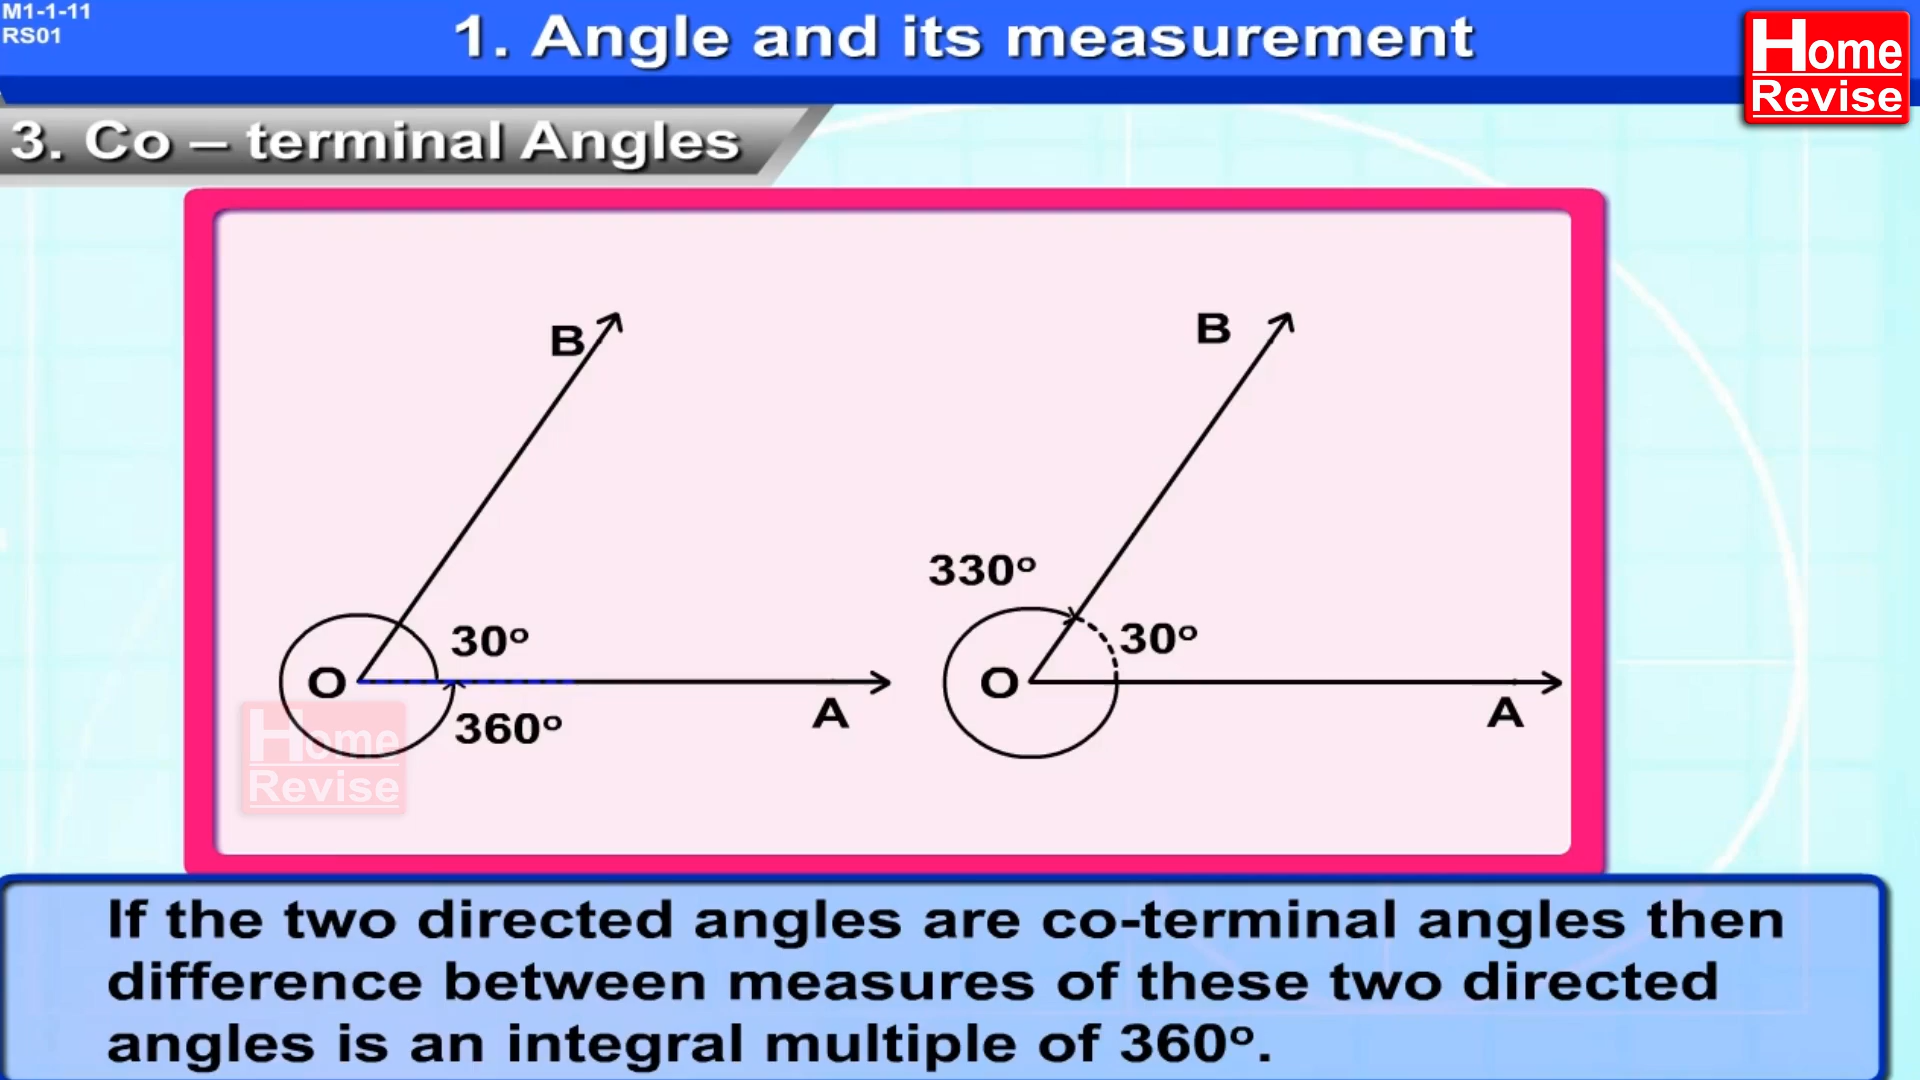 M1-1-11
RS01
1. Angle and its measurement
Home
Revise
3. Co – terminal Angles
B
B
330°
30°
30°
O
O
A
A
360°
Home
Revise
If the two directed angles are co-terminal angles then
difference between measures of these two directed
angles is an integral multiple of 360°.